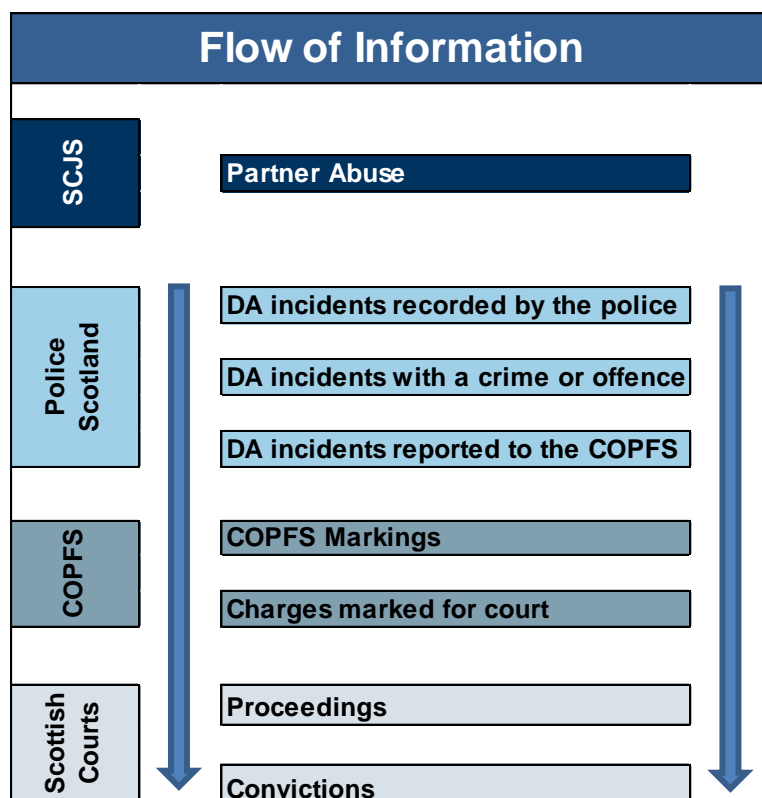 Flow of Information
SCJS
Partner Abuse
Police
Scotland
DA incidents recorded by the police
DA incidents with a crime or offence
DA incidents reported to the COPFS
COPFS
COPFS Markings
Charges marked for court
Scottish
Courts
Proceedings
Convictions